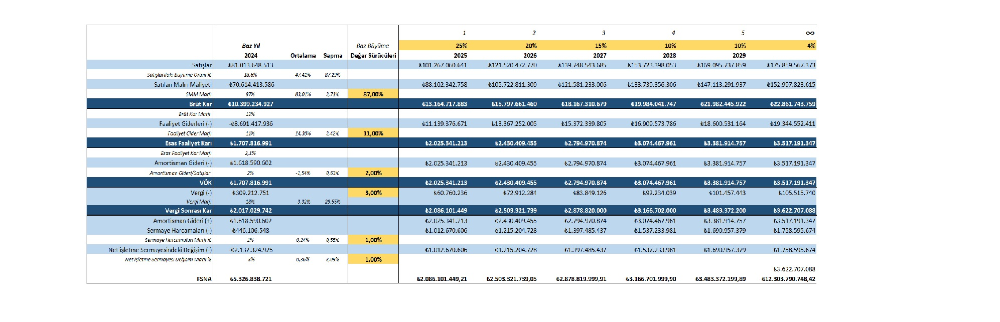 1 2 3 4 5 ∞
Baz Yıl Baz Büyüme 25% 20% 15% 10% 10% 4%
2024 Ortalama Sapma Değer Sürücüleri 2025 2026 2027 2028 2029
Satışlar ₺81.013.648.513 ₺101.267.060.641 ₺121.520.472.770 ₺139.748.543.685 ₺153.723.398.053 ₺169.095.737.859 ₺175.859.567.373
Satışlardaki Büyüme Oranı % 18,6% 47,41% 87,29%
Satılan Malın Maliyeti -₺70.614.413.586 ₺88.102.342.758 ₺105.722.811.309 ₺121.581.233.006 ₺133.739.356.306 ₺147.113.291.937 ₺152.997.823.615
SMM Marjı 87% 83,01% 3,71% 87,00%
Brüt Kar ₺10.399.234.927 ₺13.164.717.883 ₺15.797.661.460 ₺18.167.310.679 ₺19.984.041.747 ₺21.982.445.922 ₺22.861.743.759
Brüt Kar Marjı 13%
Faaliyet Giderleri (-) -₺8.691.417.936 ₺11.139.376.671 ₺13.367.252.005 ₺15.372.339.805 ₺16.909.573.786 ₺18.600.531.164 ₺19.344.552.411
Faaliyet Gider Marjı 11% 14,30% 3,42% 11,00%
Esas Faaliyet Karı ₺1.707.816.991 ₺2.025.341.213 ₺2.430.409.455 ₺2.794.970.874 ₺3.074.467.961 ₺3.381.914.757 ₺3.517.191.347
Esas Faaliyet Kar Marjı 2,1%
Amortisman Gideri (-) ₺1.618.590.602 ₺2.025.341.213 ₺2.430.409.455 ₺2.794.970.874 ₺3.074.467.961 ₺3.381.914.757 ₺3.517.191.347
Amortisman Gideri/Satışlar 2% -1,54% 0,63% 2,00%
VÖK ₺1.707.816.991 ₺2.025.341.213 ₺2.430.409.455 ₺2.794.970.874 ₺3.074.467.961 ₺3.381.914.757 ₺3.517.191.347
Vergi (-) ₺309.212.751 3,00% ₺60.760.236 ₺72.912.284 ₺83.849.126 ₺92.234.039 ₺101.457.443 ₺105.515.740
Vergi Marjı 18% 3,32% 29,55%
Vergi Sonrası Kar ₺2.017.029.742 ₺2.086.101.449 ₺2.503.321.739 ₺2.878.820.000 ₺3.166.702.000 ₺3.483.372.200 ₺3.622.707.088
Amortisman Gideri (+) ₺1.618.590.602 ₺2.025.341.213 ₺2.430.409.455 ₺2.794.970.874 ₺3.074.467.961 ₺3.381.914.757 ₺3.517.191.347
Sermaye Harcamaları (-) ₺446.106.548 ₺1.012.670.606 ₺1.215.204.728 ₺1.397.485.437 ₺1.537.233.981 ₺1.690.957.379 ₺1.758.595.674
Sermaye Harcamaları Marjı % 1% 0,24% 0,55% 1,00%
Net işletme Sermayesindeki Değişim (-) -₺2.137.324.925 ₺1.012.670.606 ₺1.215.204.728 ₺1.397.485.437 ₺1.537.233.981 ₺1.690.957.379 ₺1.758.595.674
Net İşletme Sermayesi Değişim Marjı % 3% 0,36% 3,09% 1,00%
₺3.622.707.088
FSNA ₺5.326.838.721 ₺2.086.101.449,21 ₺2.503.321.739,05 ₺2.878.819.999,91 ₺3.166.701.999,90 ₺3.483.372.199,89 ₺12.303.790.748,42